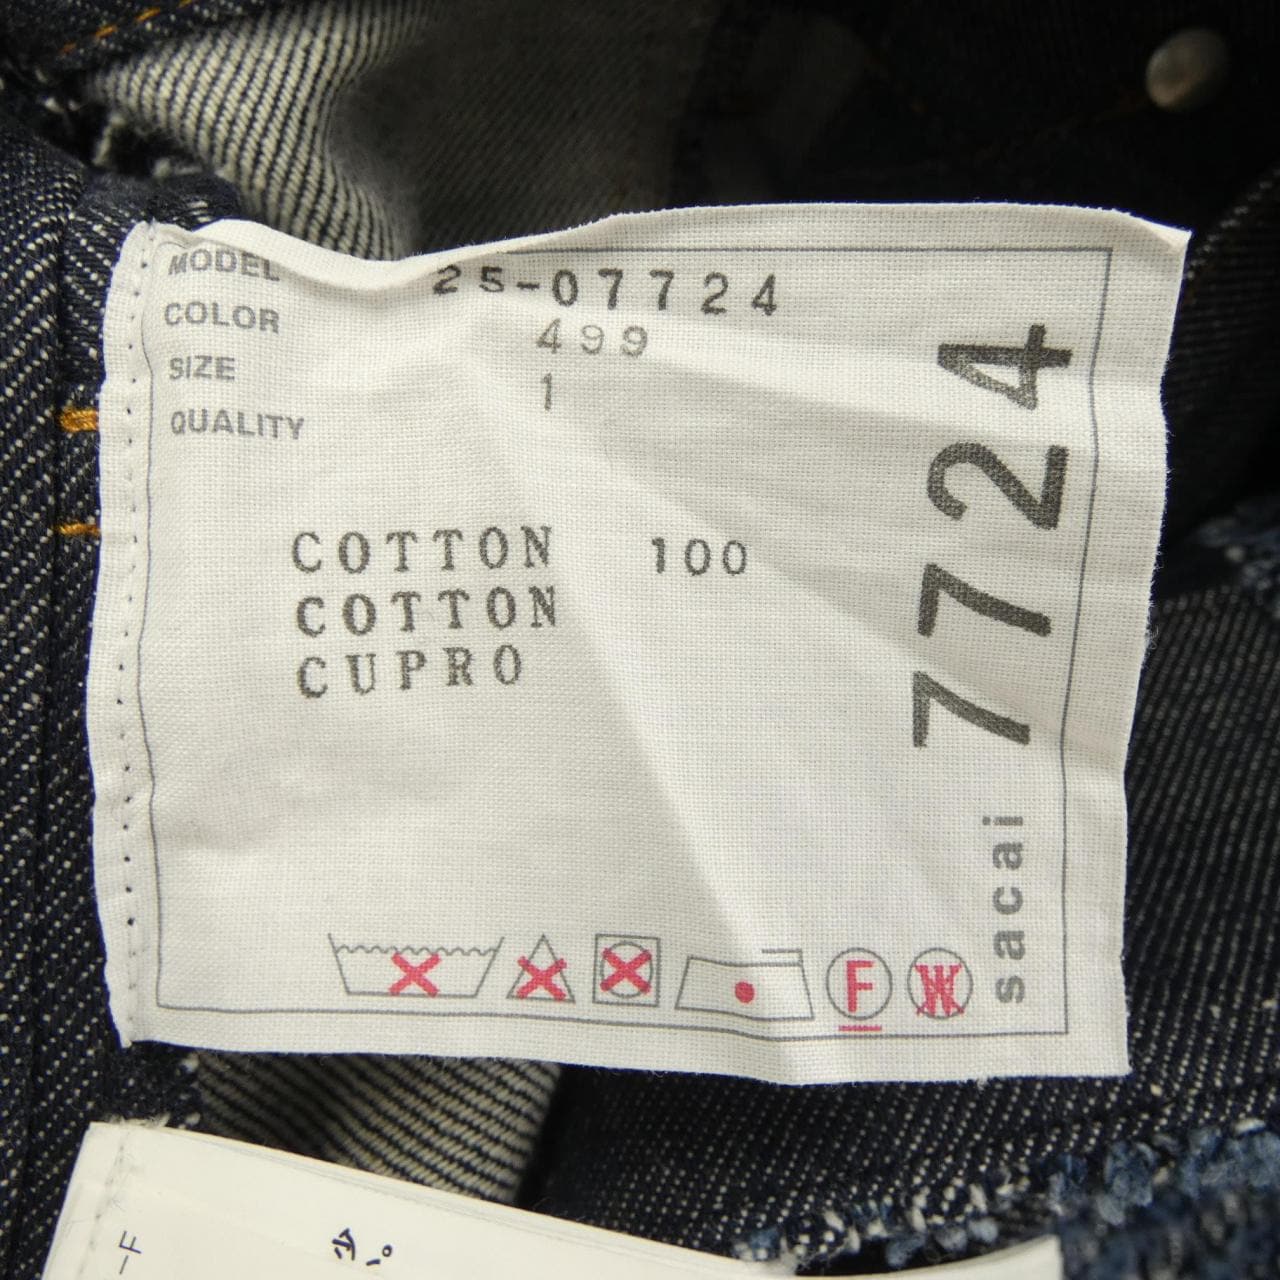 MODEL 25-07724
COLOR 499
SIZE 1
QUALITY
COTTON 100
COTTON
CUPRO
7724
sacai
F
W
-F